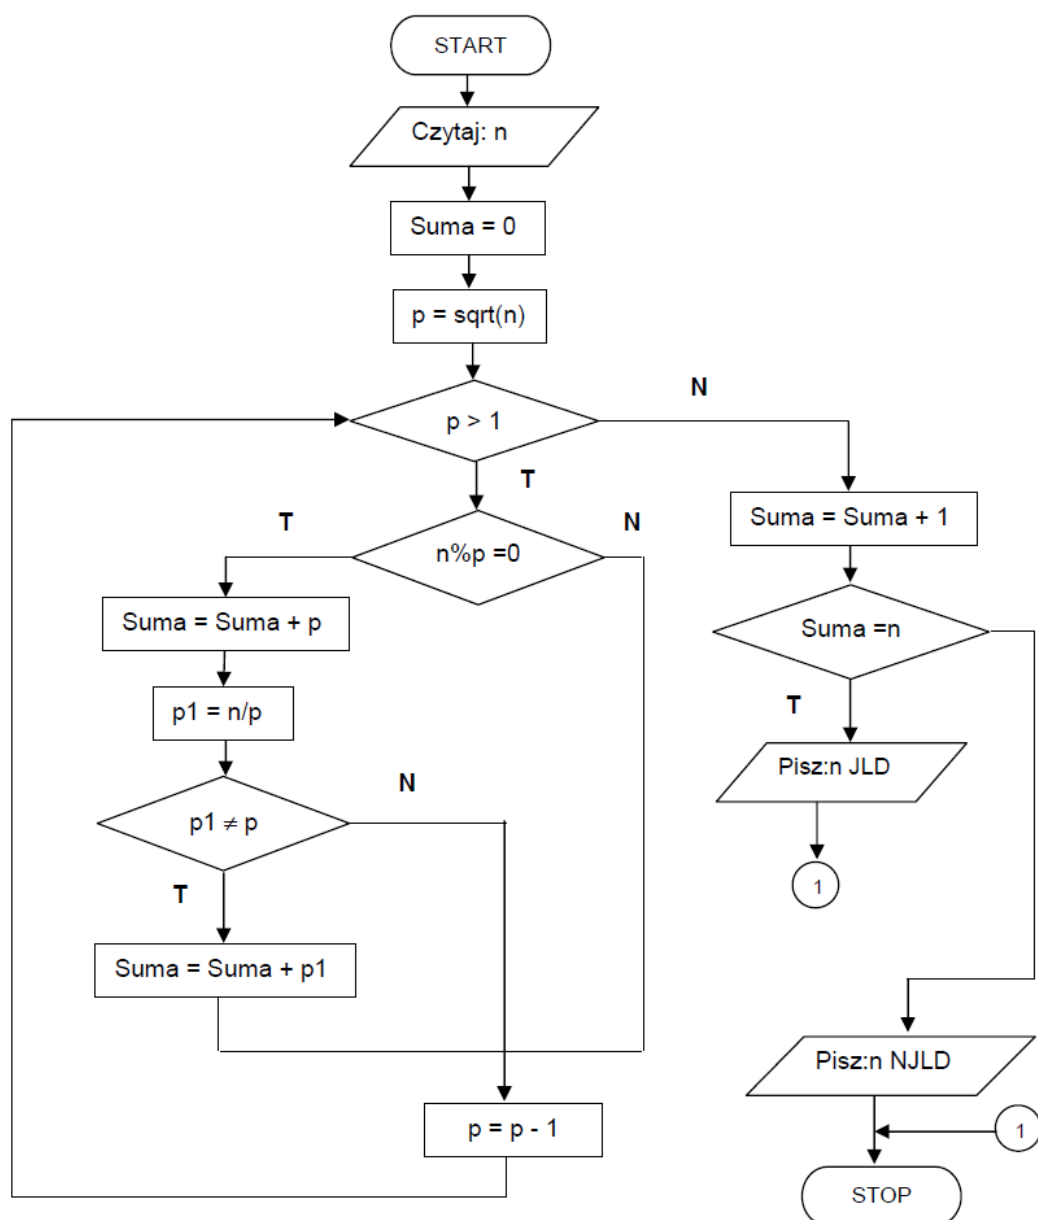 START
Czytaj: n
Suma = 0
p = sqrt(n)
p > 1
N
T
n%p =0
T
N
Suma = Suma + p
p1 = n/p
p1 ≠ p
N
T
Suma = Suma + p1
p = p - 1
Suma = Suma + 1
Suma =n
T
Pisz:n JLD
1
Pisz:n NJLD
1
STOP